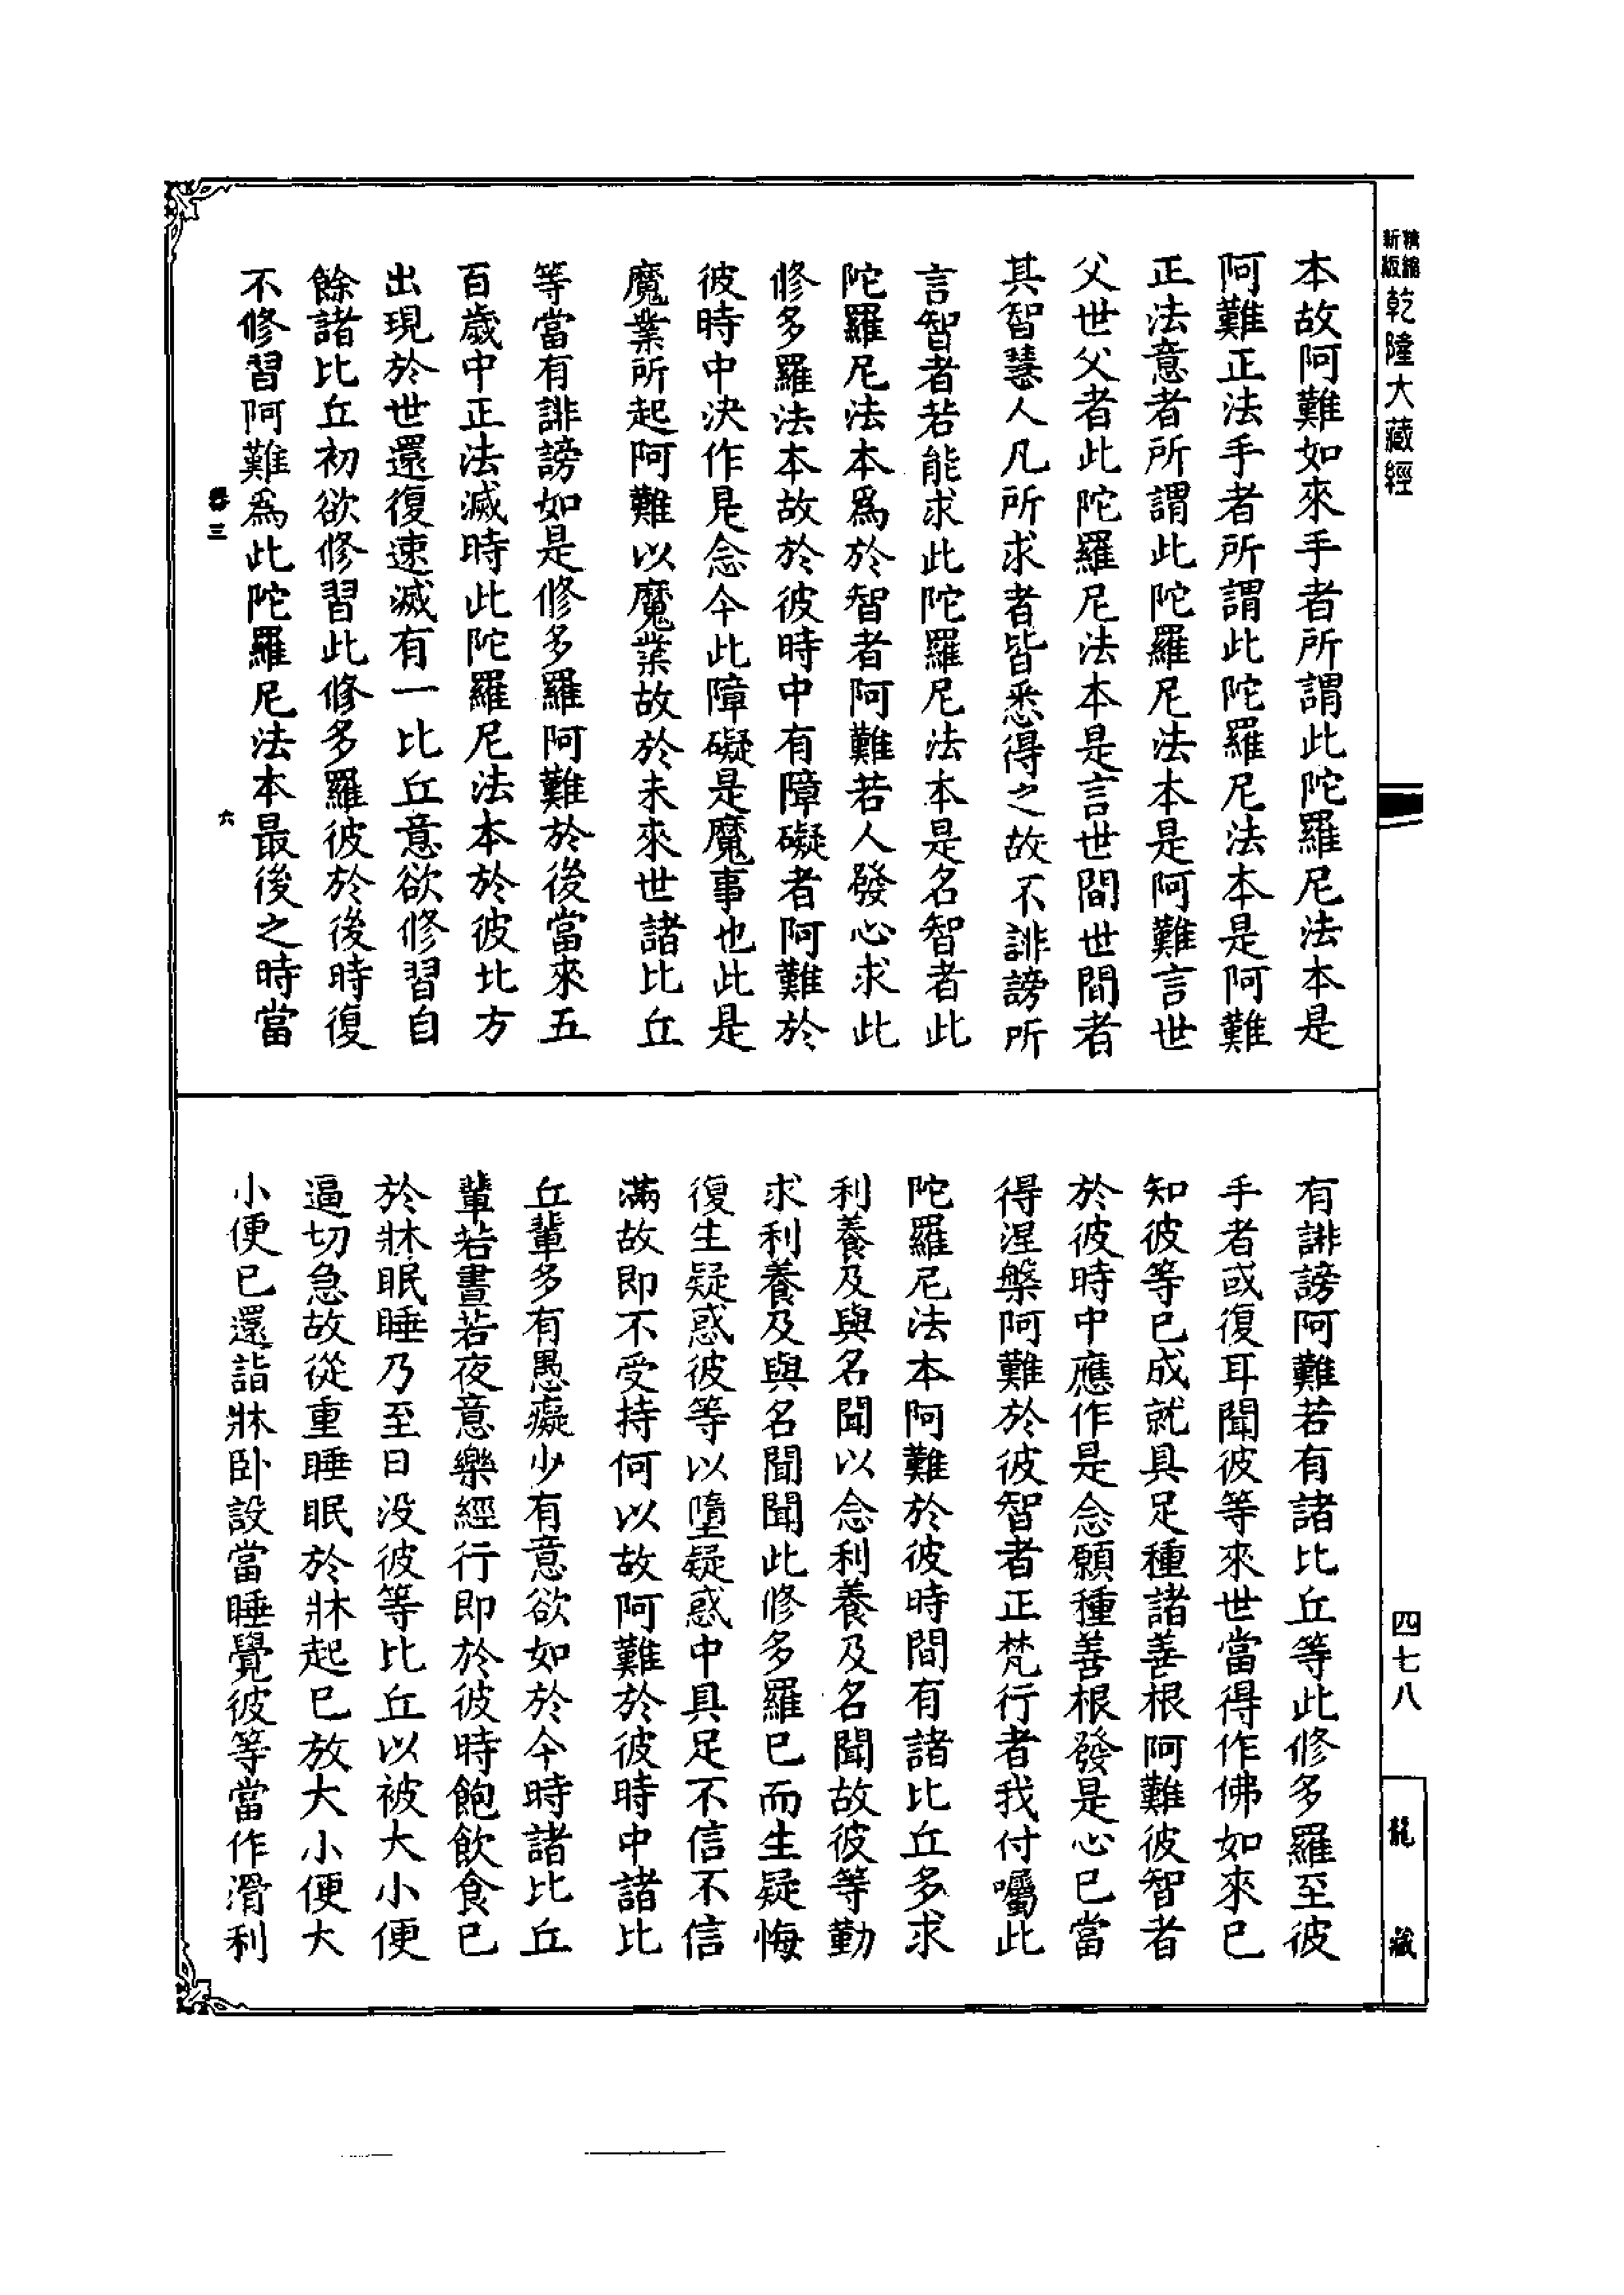 精縮
新版
乾隆大藏經
本故阿難如來手者所謂此陀羅尼法本是
阿難正法手者所謂此陀羅尼法本是阿難
正法意者所謂此陀羅尼法本是阿難言世
父世父者此陀羅尼法本是言世間世間者
其智慧人凡所求者皆悉得之故不誹謗所
言智者若能求此陀羅尼法本是名智者此
陀羅尼法本爲於智者阿難若人發心求此
修多羅法本故於彼時中有障礙者阿難於
彼時中決作是念今此障礙是魔事也此是
魔業所起阿難以魔業故於未來世諸比丘
等當有誹謗如是修多羅阿難於後當來五
百歲中正法滅時此陀羅尼法本於彼北方
出現於世還復速滅有一比丘意欲修習自
餘諸比丘初欲修習此修多羅彼於後時復
不修習阿難爲此陀羅尼法本最後之時當
卷三
六
有誹謗阿難若有諸比丘等此修多羅至彼
手者或復耳聞彼等來世當得作佛如來已
知彼等已成就具足種諸善根阿難彼智者
於彼時中應作是念願種善根發是心已當
得涅槃阿難於彼智者正梵行者我付囑此
陀羅尼法本阿難於彼時間有諸比丘多求
利養及與名聞以念利養及名聞故彼等勤
求利養及與名聞聞此修多羅已而生疑悔
復生疑惑彼等以墮疑惑中具足不信不信
滿故即不受持何以故阿難於彼時中諸比
丘輩多有愚癡少有意欲如於今時諸比丘
輩若晝若夜意樂經行即於彼時飽飲食已
於牀眠睡乃至日没彼等比丘以被大小便
逼切急故從重睡眠於牀起已放大小便大
小便已還詣牀卧設當睡覺彼等當作滑利
四七八
龍藏